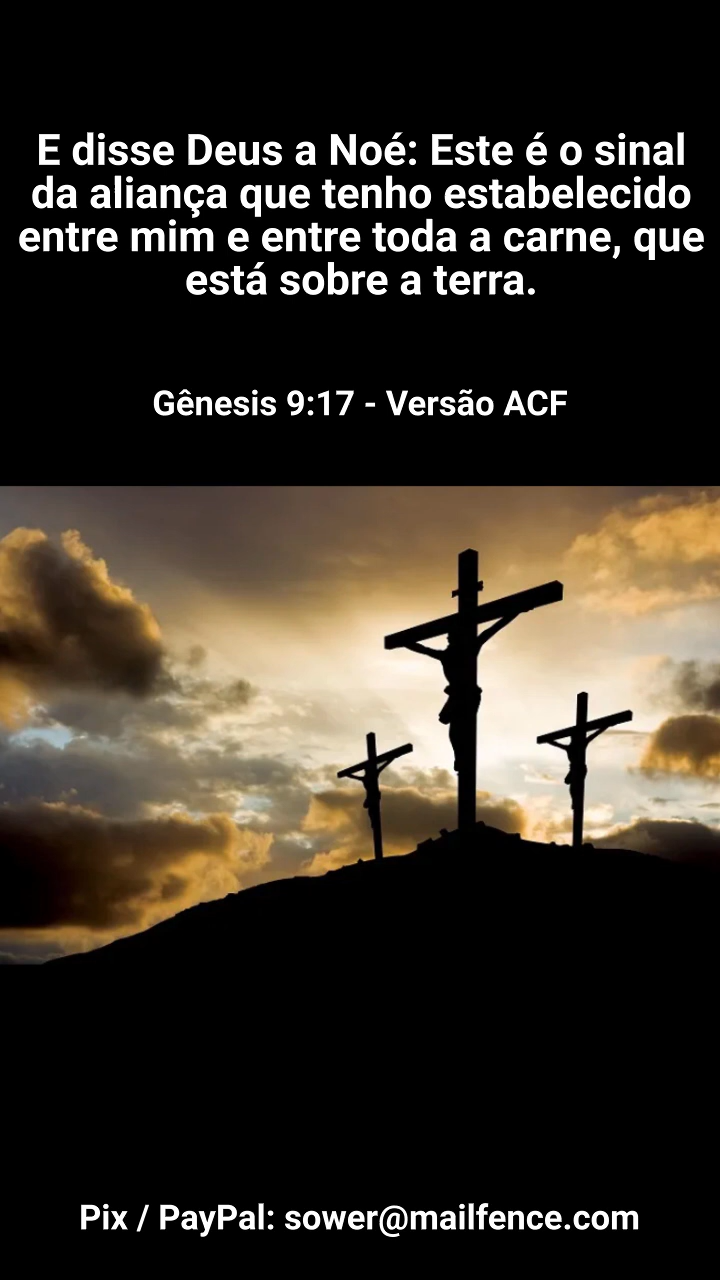 E disse Deus a Noé: Este é o sinal
da aliança que tenho estabelecido
entre mim e entre toda a carne, que
está sobre a terra.
Gênesis 9:17 - Versão ACF
Pix / PayPal: sower@mailfence.com